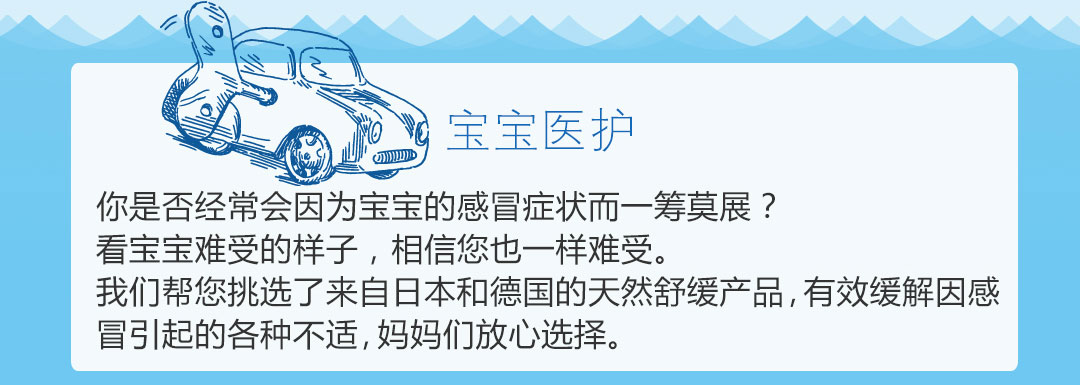 宝宝医护
你是否经常会因为宝宝的感冒症状而一筹莫展？
看宝宝难受的样子，相信您也一样难受。
我们帮您挑选了来自日本和德国的天然舒缓产品，有效缓解因感
冒引起的各种不适，妈妈们放心选择。